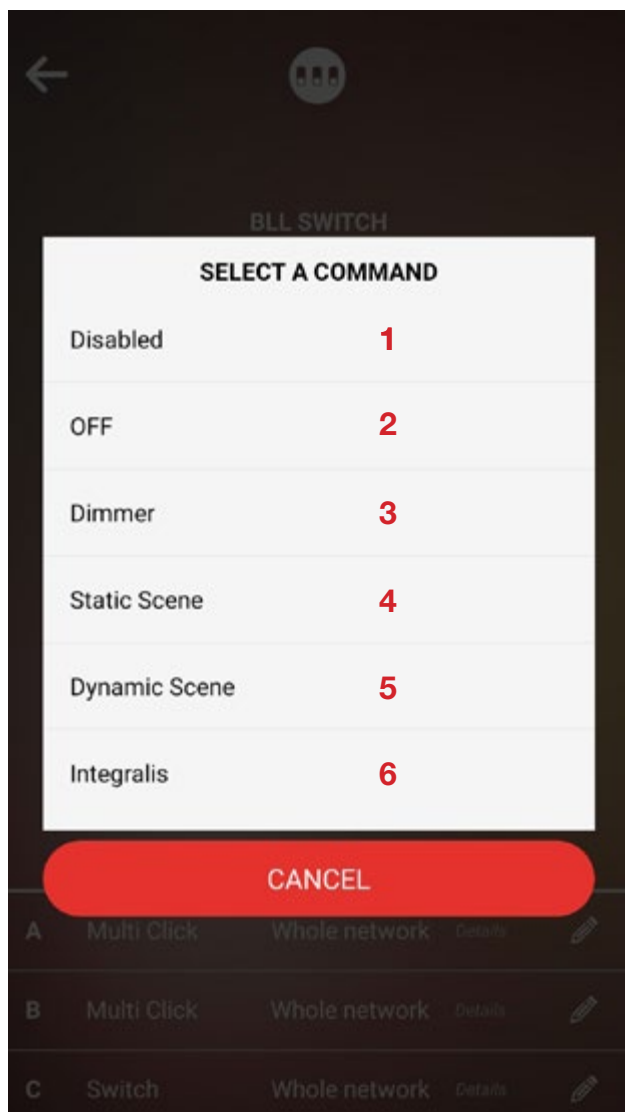 BLL SWITCH
SELECT A COMMAND
Disabled 1
OFF 2
Dimmer 3
Static Scene 4
Dynamic Scene 5
Integralis 6
CANCEL
A Multi Click Whole network Details
B Multi Click Whole network Details
C Switch Whole network Details